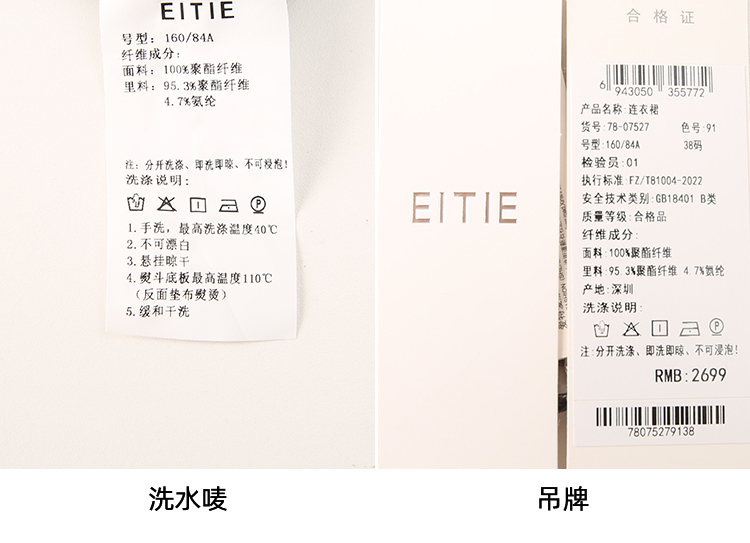 EITIE
号型: 160/84A
纤维成分:
面料: 100%聚酯纤维
里料: 95.3%聚酯纤维
4.7%氨纶
注: 分开洗涤、即洗即晾、不可浸泡!
洗涤说明:
1.手洗，最高洗涤温度40℃
2.不可漂白
3.悬挂晾干
4.熨斗底板最高温度110℃
(反面垫布熨烫)
5.缓和干洗
洗水唛
EITIE
合格证
6 943050 355772
产品名称:连衣裙
货号:78-07527 色号:91
号型:160/84A 38码
检验员:01
执行标准:FZ/T81004-2022
安全技术类别:GB18401 B类
质量等级:合格品
纤维成分:
面料:100%聚酯纤维
里料:95.3%聚酯纤维 4.7%氨纶
产地:深圳
洗涤说明:
注:分开洗涤、即洗即晾、不可浸泡!
RMB:2699
78075279138
吊牌